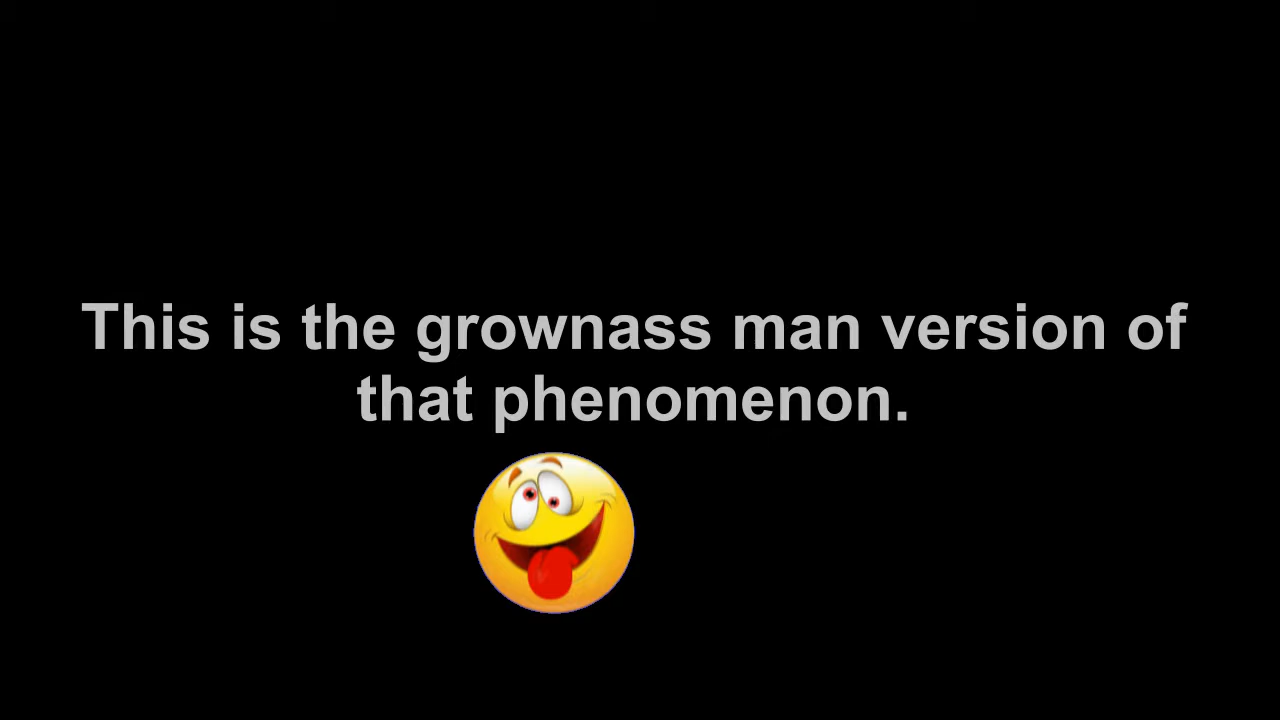 This is the grownass man version of
that phenomenon.